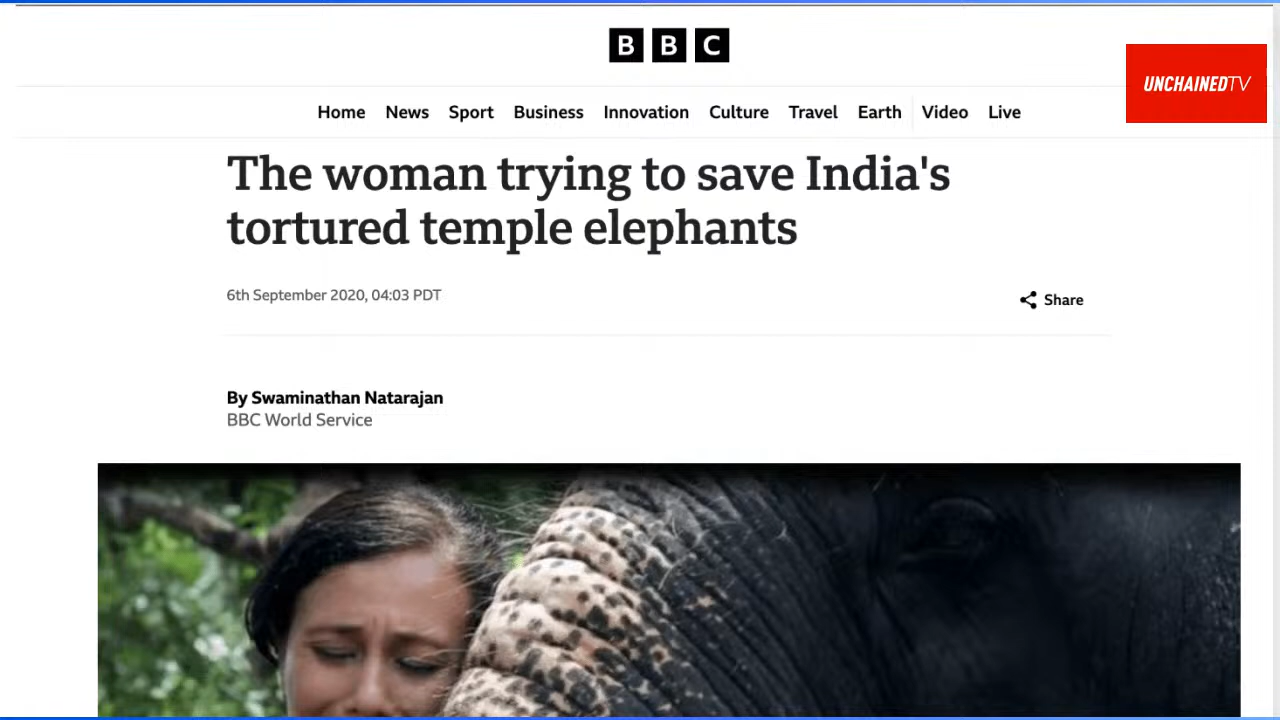 BBC
UNCHAINEDTV
Home News Sport Business Innovation Culture Travel Earth Video Live
The woman trying to save India's
tortured temple elephants
6th September 2020, 04:03 PDT
Share
By Swaminathan Natarajan
BBC World Service